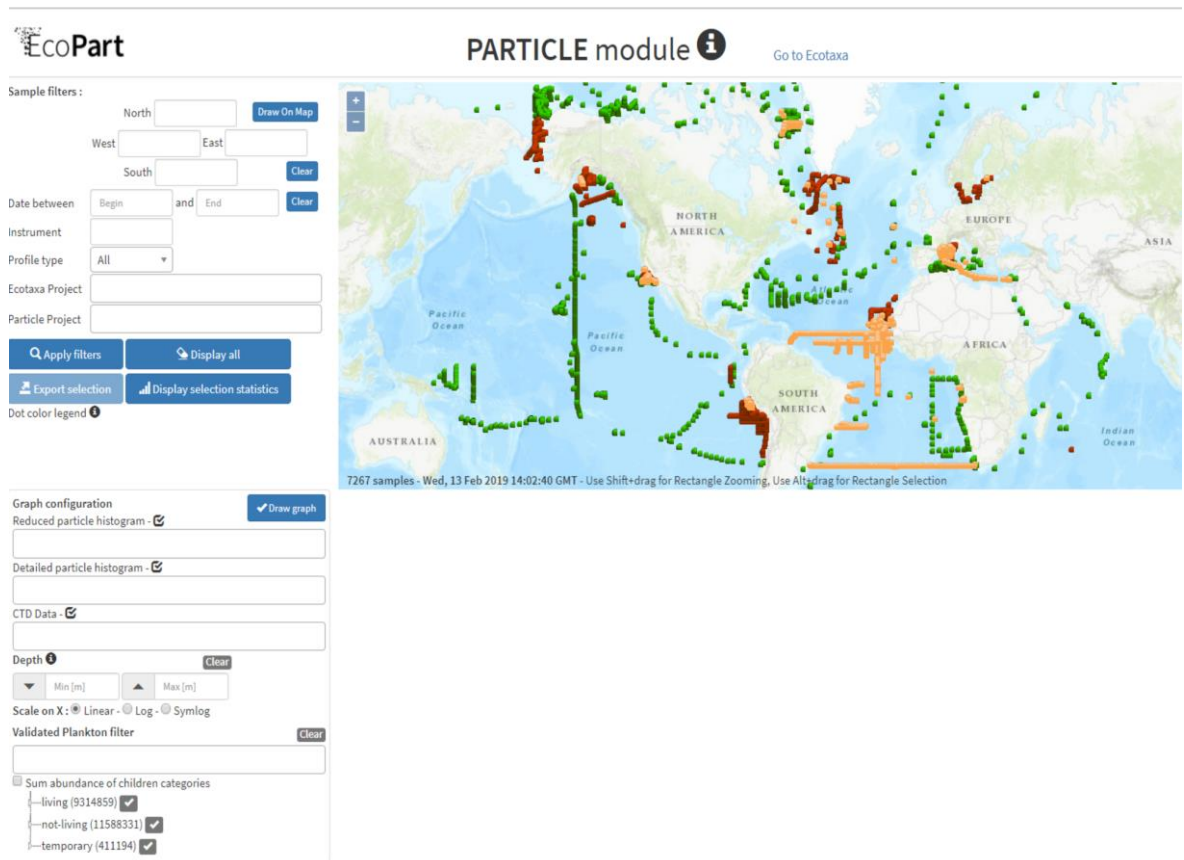 EcoPart
PARTICLE module
Go to Ecotaxa
Sample filters :
North
Draw On Map
West East
South
Clear
Date between Begin and End Clear
Instrument
Profile type All
Ecotaxa Project
Particle Project
Apply filters Display all
Export selection Display selection statistics
Dot color legend
+
−
NORTH
AMERICA
EUROPE
ASIA
Pacific
Ocean
Pacific
Ocean
Atlantic
Ocean
AFRICA
SOUTH
AMERICA
AUSTRALIA
Indian
Ocean
7267 samples - Wed, 13 Feb 2019 14:02:40 GMT - Use Shift+drag for Rectangle Zooming, Use Alt+drag for Rectangle Selection
Graph configuration
Draw graph
Reduced particle histogram -
Detailed particle histogram -
CTD Data -
Depth Clear
Min [m] Max [m]
Scale on X : Linear - Log - Symlog
Validated Plankton filter Clear
Sum abundance of children categories
living (9314859)
not-living (11588331)
temporary (411194)